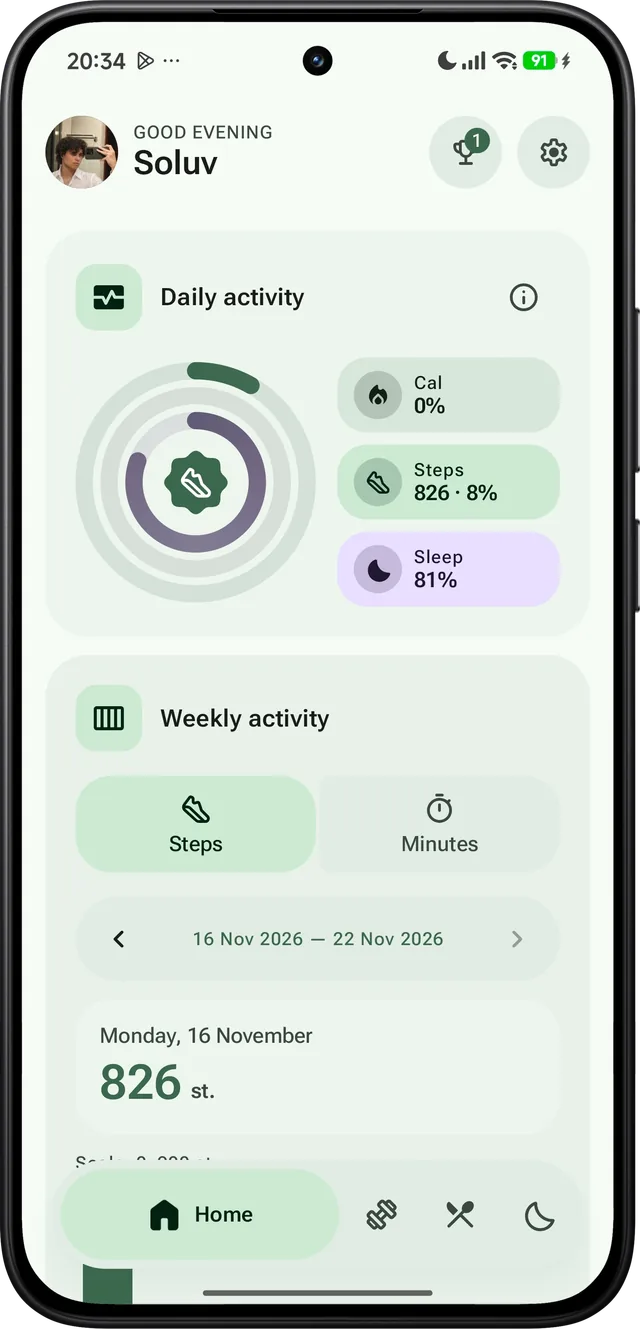 20:34
91
GOOD EVENING
Soluv
1
Daily activity
Cal
0%
Steps
826 · 8%
Sleep
81%
Weekly activity
Steps
Minutes
16 Nov 2026 — 22 Nov 2026
Monday, 16 November
826 st.
Home